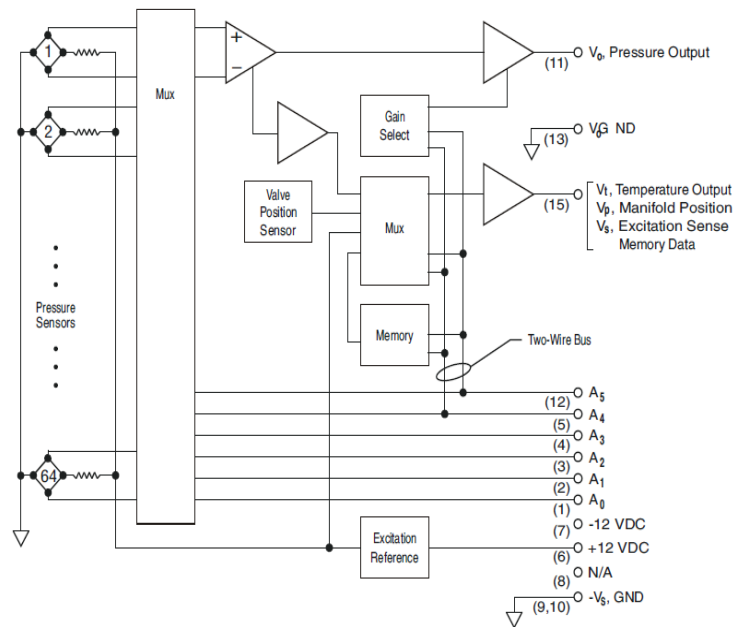 1
2
64
Pressure
Sensors
Mux
+
−
Gain
Select
Valve
Position
Sensor
Mux
Memory
Excitation
Reference
Two-Wire Bus
(11) Vo, Pressure Output
(13) VoG ND
(15) Vt, Temperature Output
Vp, Manifold Position
Vs, Excitation Sense
Memory Data
(12) A5
(5) A4
(4) A3
(3) A2
(2) A1
(1) A0
(7) -12 VDC
(6) +12 VDC
(8) N/A
(9,10) -Vs, GND